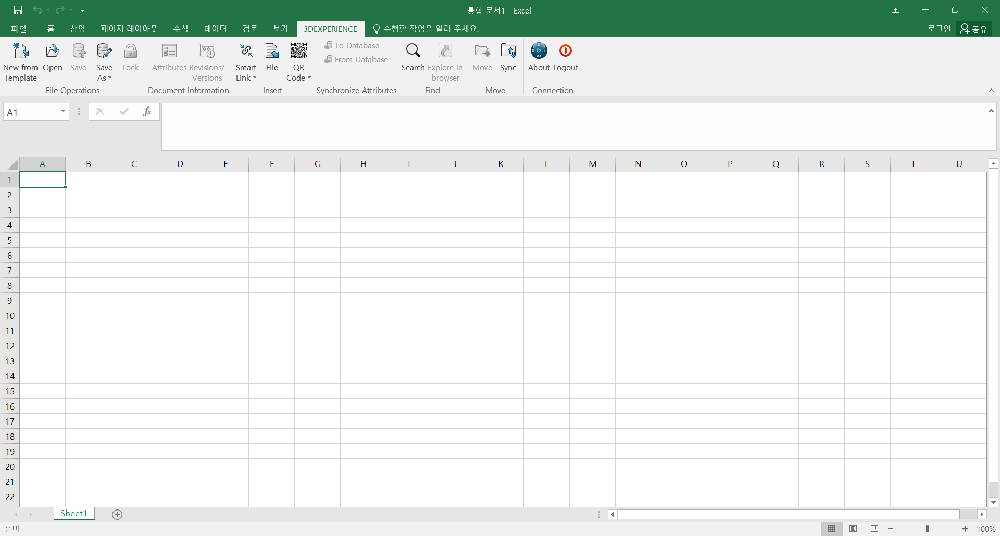 통합 문서1 - Excel
파일 홈 삽입 페이지 레이아웃 수식 데이터 검토 보기 3DEXPERIENCE 수행할 작업을 알려 주세요. 로그인 공유
New from Template
Open
Save
Save As
Lock
File Operations
Attributes
Revisions/ Versions
Document Information
Smart Link
File
QR Code
Insert
To Database
From Database
Synchronize Attributes
Search
Explore in browser
Find
Move
Sync
Move
About
Logout
Connection
A1
fx
A B C D E F G H I J K L M N O P Q R S T U
1
2
3
4
5
6
7
8
9
10
11
12
13
14
15
16
17
18
19
20
21
22
Sheet1
준비
100%